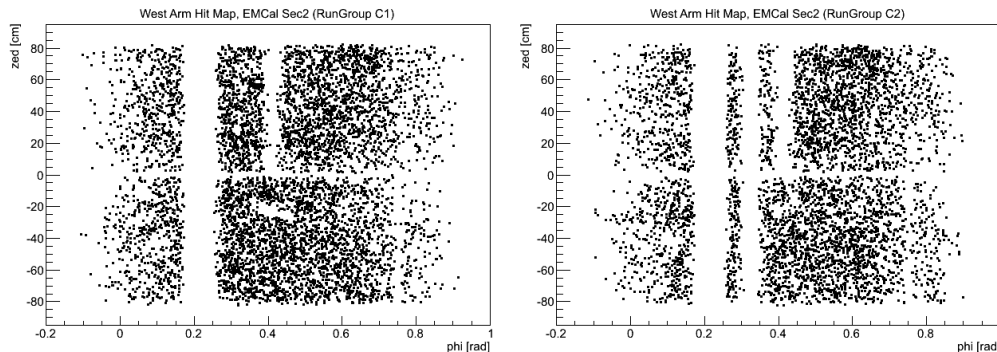 West Arm Hit Map, EMCal Sec2 (RunGroup C1)
zed [cm]
80
60
40
20
0
-20
-40
-60
-80
-0.2 0 0.2 0.4 0.6 0.8 1
phi [rad]
West Arm Hit Map, EMCal Sec2 (RunGroup C2)
zed [cm]
80
60
40
20
0
-20
-40
-60
-80
-0.2 0 0.2 0.4 0.6 0.8
phi [rad]